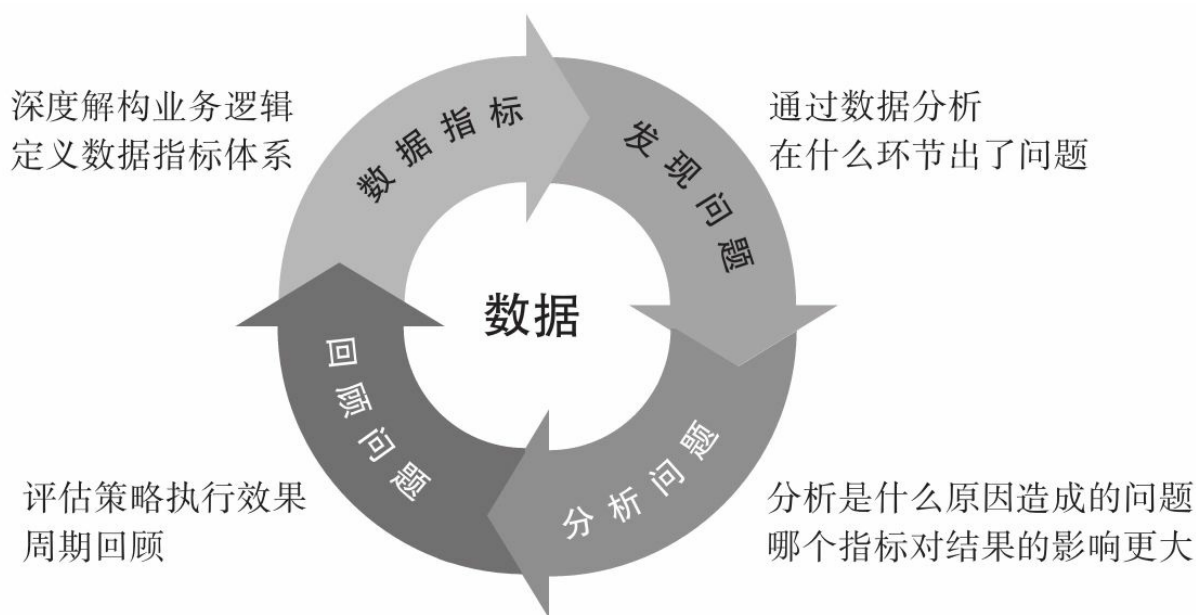 深度解构业务逻辑
定义数据指标体系
数据指标
发现问题
通过数据分析
在什么环节出了问题
数据
回顾问题
分析问题
评估策略执行效果
周期回顾
分析是什么原因造成的问题
哪个指标对结果的影响更大